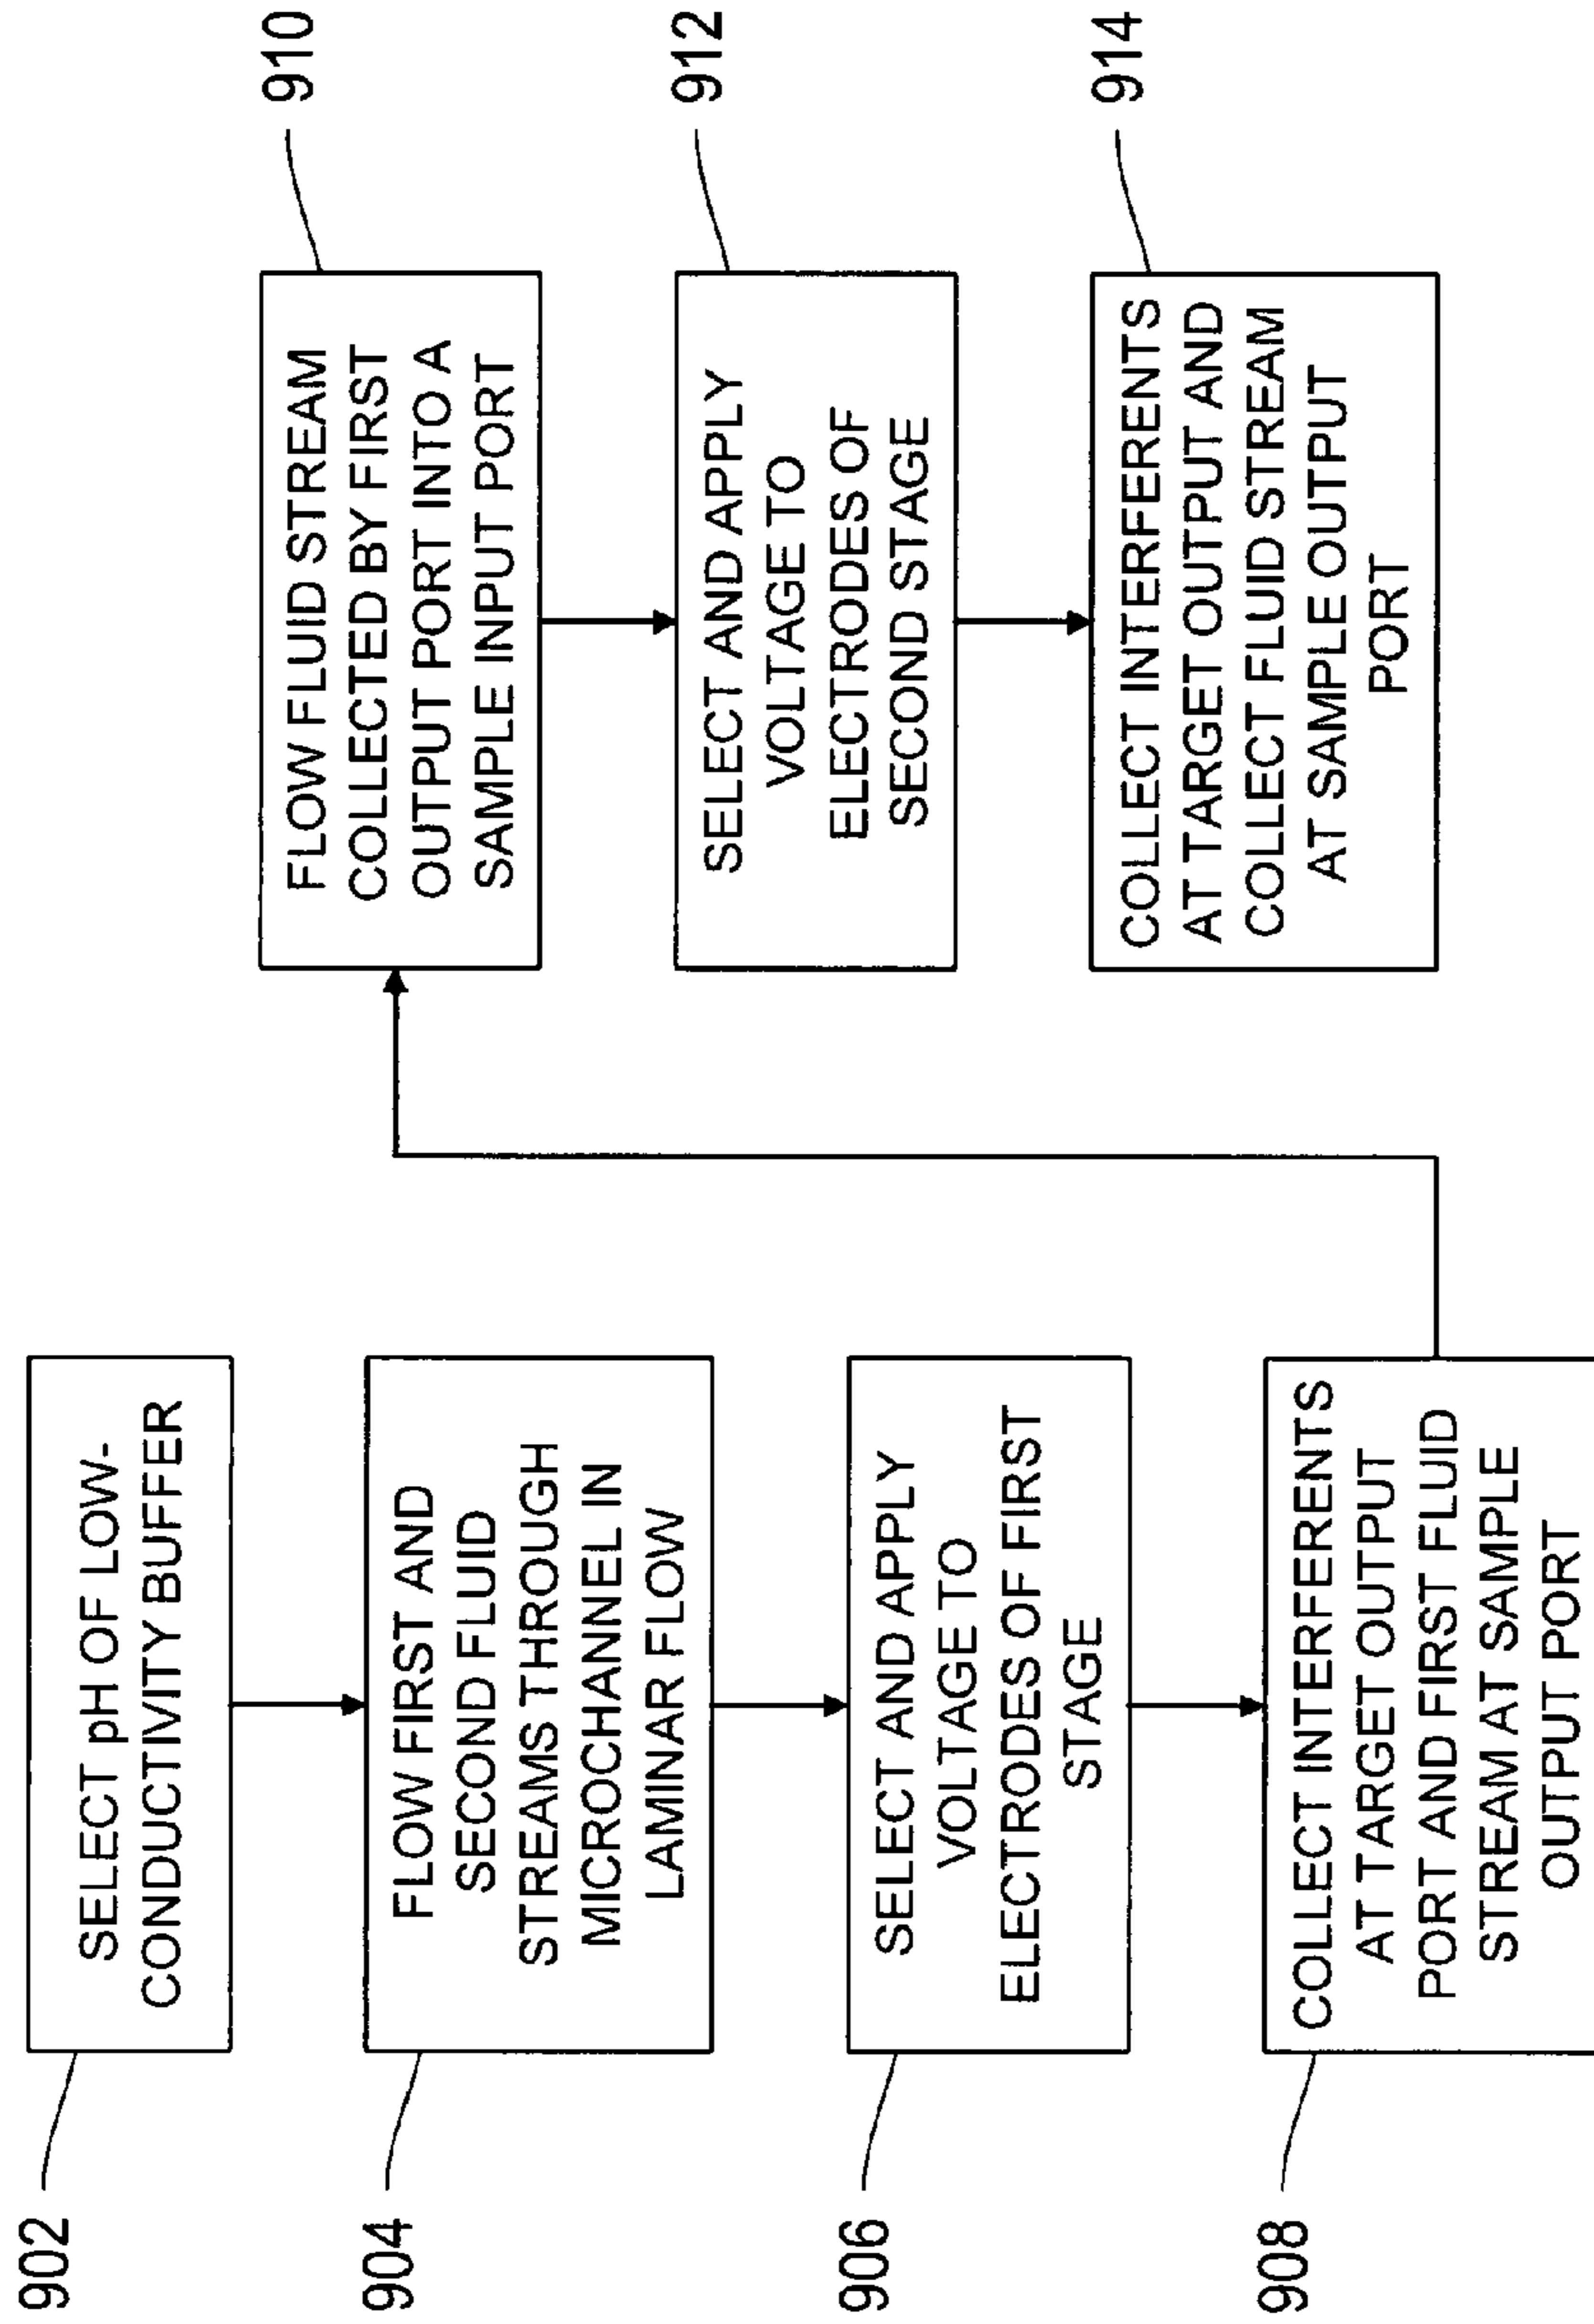 902
SELECT pH OF LOW-
CONDUCTIVITY BUFFER
904
FLOW FIRST AND
SECOND FLUID
STREAMS THROUGH
MICROCHANNEL IN
LAMINAR FLOW
906
SELECT AND APPLY
VOLTAGE TO
ELECTRODES OF FIRST
STAGE
908
COLLECT INTERFERENTS
AT TARGET OUTPUT
PORT AND FIRST FLUID
STREAM AT SAMPLE
OUTPUT PORT
910
FLOW FLUID STREAM
COLLECTED BY FIRST
OUTPUT PORT INTO A
SAMPLE INPUT PORT
912
SELECT AND APPLY
VOLTAGE TO
ELECTRODES OF
SECOND STAGE
914
COLLECT INTERFERENTS
AT TARGET OUTPUT AND
COLLECT FLUID STREAM
AT SAMPLE OUTPUT
PORT